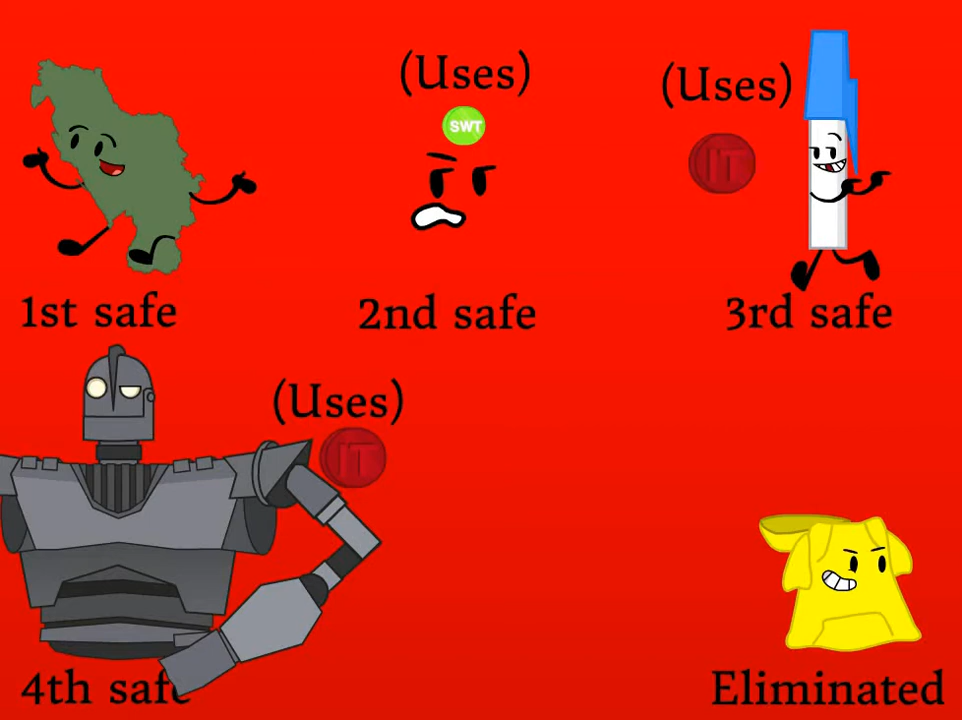 (Uses)
(Uses)
SWT
IT
1st safe
2nd safe
3rd safe
(Uses)
IT
4th safe
Eliminated